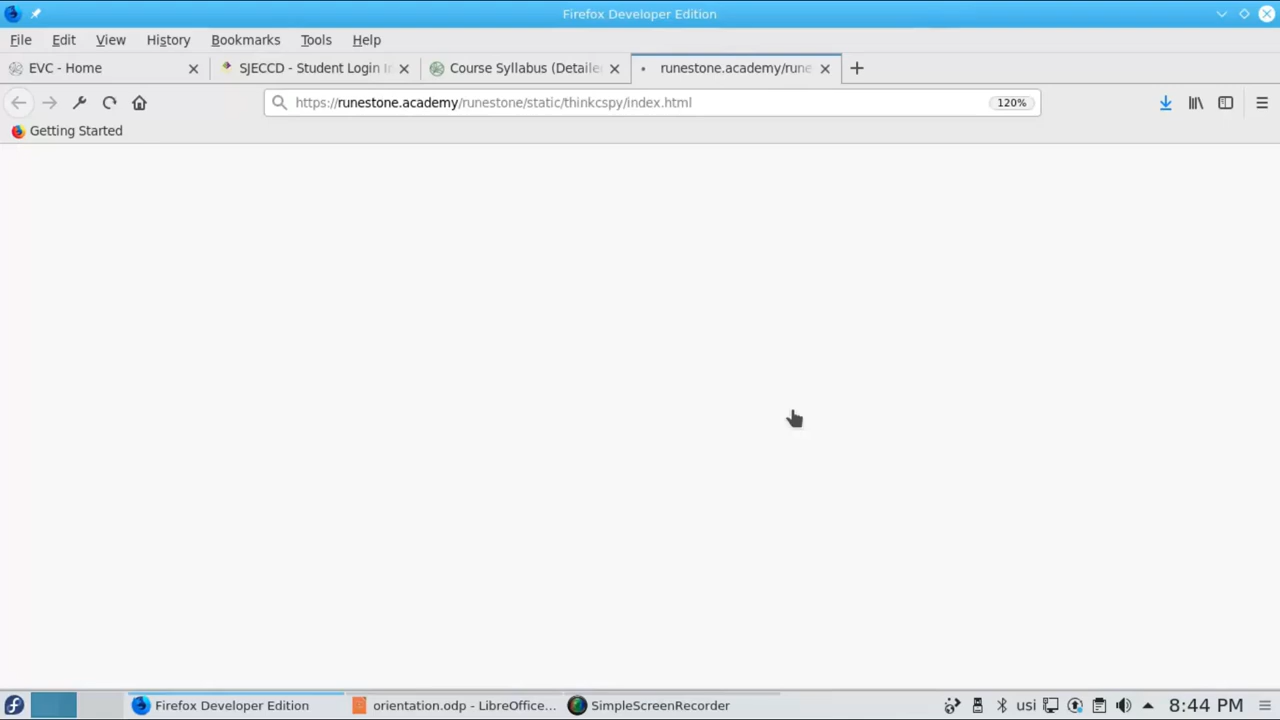 Firefox Developer Edition
File Edit View History Bookmarks Tools Help
EVC - Home SJECCD - Student Login I Course Syllabus (Detaile runestone.academy/rune
https://runestone.academy/runestone/static/thinkcspy/index.html 120%
Getting Started
Firefox Developer Edition orientation.odp - LibreOffice... SimpleScreenRecorder usi 8:44 PM